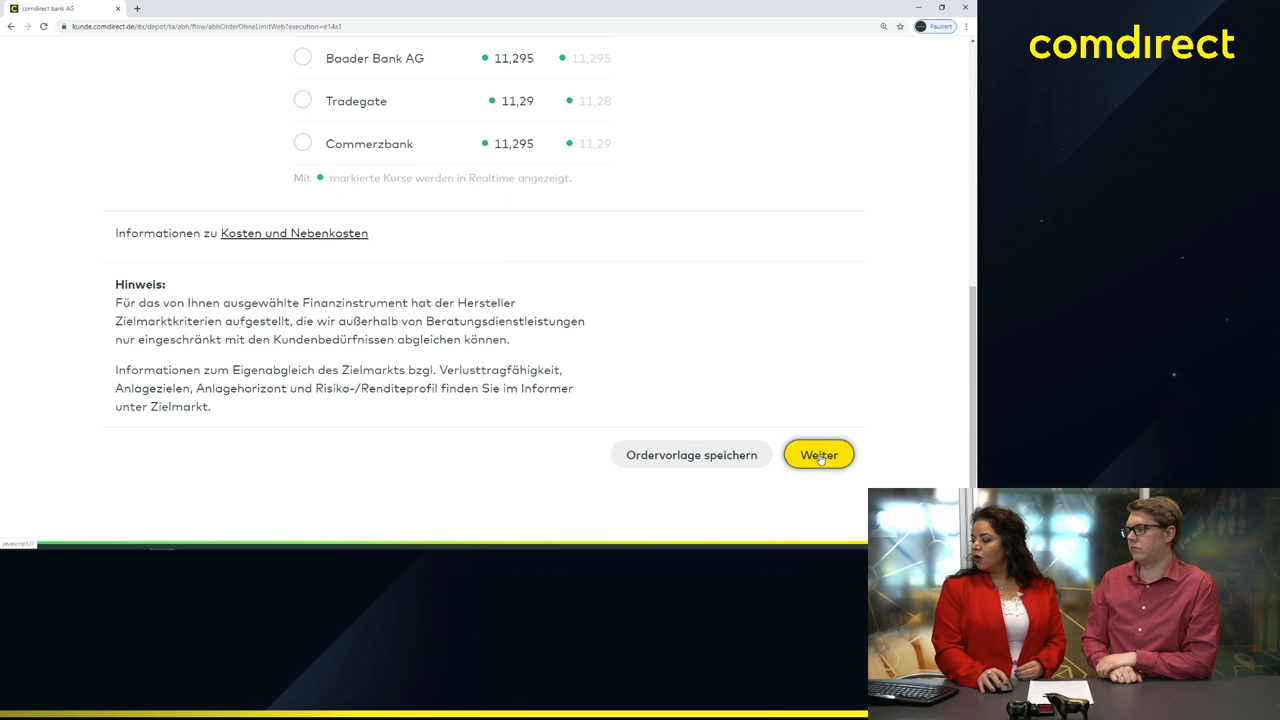 comdirect bank AG
kunde.comdirect.de/itx/depot/ta/abh/flow/abhOrderOhneLimitWeb?execution=e14s1
Pausiert
comdirect
Baader Bank AG 11,295 11,295
Tradegate 11,29 11,28
Commerzbank 11,295 11,29
Mit markierte Kurse werden in Realtime angezeigt.
Informationen zu Kosten und Nebenkosten
Hinweis:
Für das von Ihnen ausgewählte Finanzinstrument hat der Hersteller
Zielmarktkriterien aufgestellt, die wir außerhalb von Beratungsdienstleistungen
nur eingeschränkt mit den Kundenbedürfnissen abgleichen können.
Informationen zum Eigenabgleich des Zielmarkts bzgl. Verlusttragfähigkeit,
Anlagezielen, Anlagehorizont und Risiko-/Renditeprofil finden Sie im Informer
unter Zielmarkt.
Ordervorlage speichern Weiter
javascript://